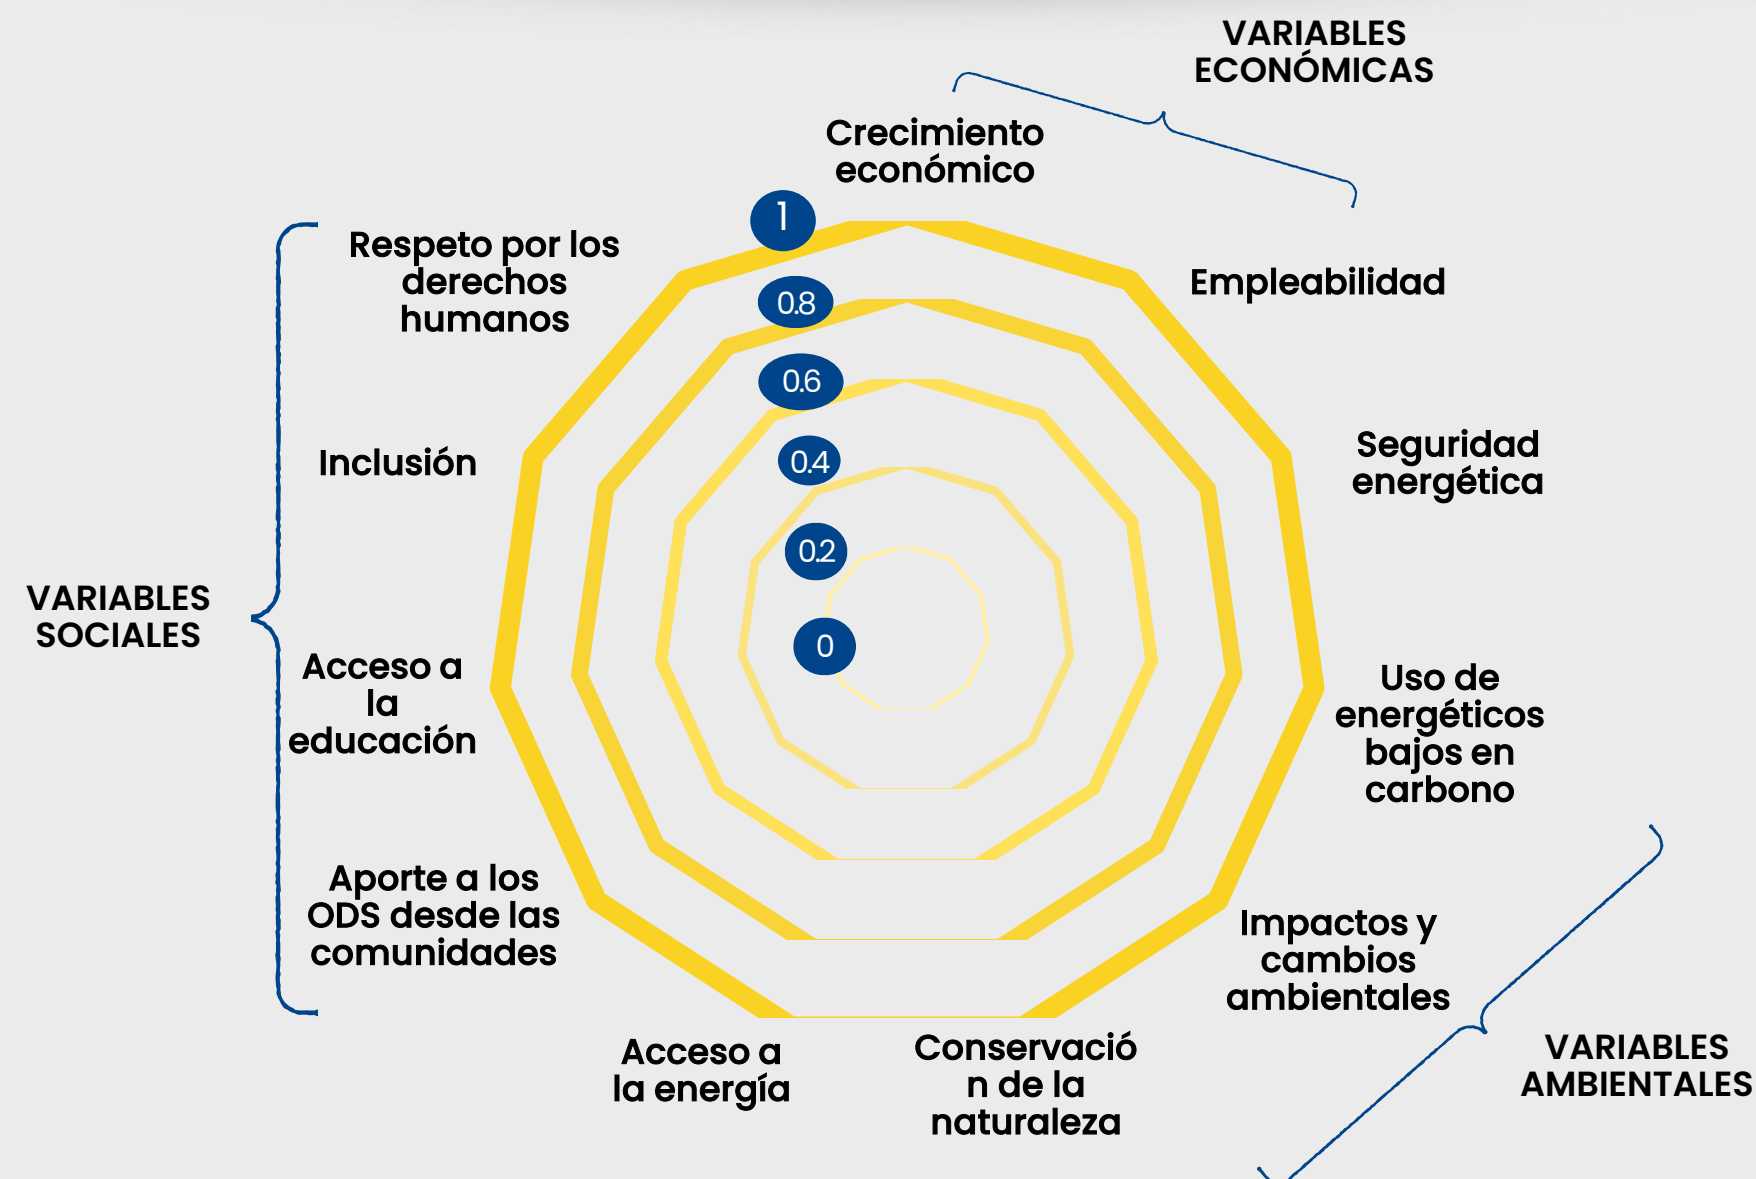 VARIABLES
ECONÓMICAS
Crecimiento
económico
1
Respeto por los
derechos
humanos
Empleabilidad
0.8
0.6
Inclusión
0.4
Seguridad
energética
0.2
VARIABLES
SOCIALES
0
Acceso a
la
educación
Uso de
energéticos
bajos en
carbono
Aporte a los
ODS desde las
comunidades
Impactos y
cambios
ambientales
Acceso a
la energía
Conservació
n de la
naturaleza
VARIABLES
AMBIENTALES